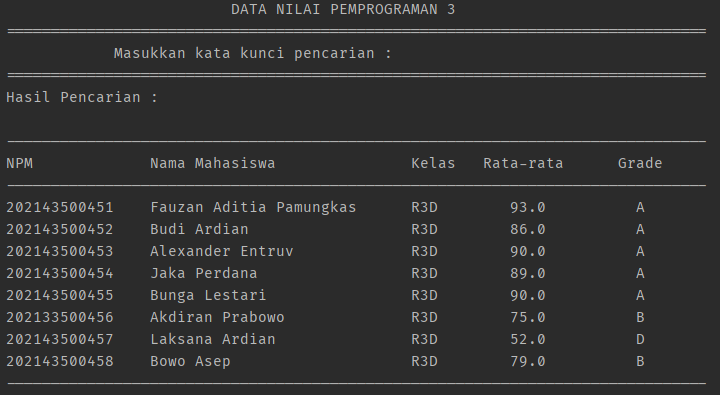 DATA NILAI PEMPROGRAMAN 3
================================================================================
Masukkan kata kunci pencarian :
================================================================================
Hasil Pencarian :
--------------------------------------------------------------------------------
NPM Nama Mahasiswa Kelas Rata-rata Grade
--------------------------------------------------------------------------------
202143500451 Fauzan Aditia Pamungkas R3D 93.0 A
202143500452 Budi Ardian R3D 86.0 A
202143500453 Alexander Entruv R3D 90.0 A
202143500454 Jaka Perdana R3D 89.0 A
202143500455 Bunga Lestari R3D 90.0 A
202133500456 Akdiran Prabowo R3D 75.0 B
202143500457 Laksana Ardian R3D 52.0 D
202143500458 Bowo Asep R3D 79.0 B
--------------------------------------------------------------------------------